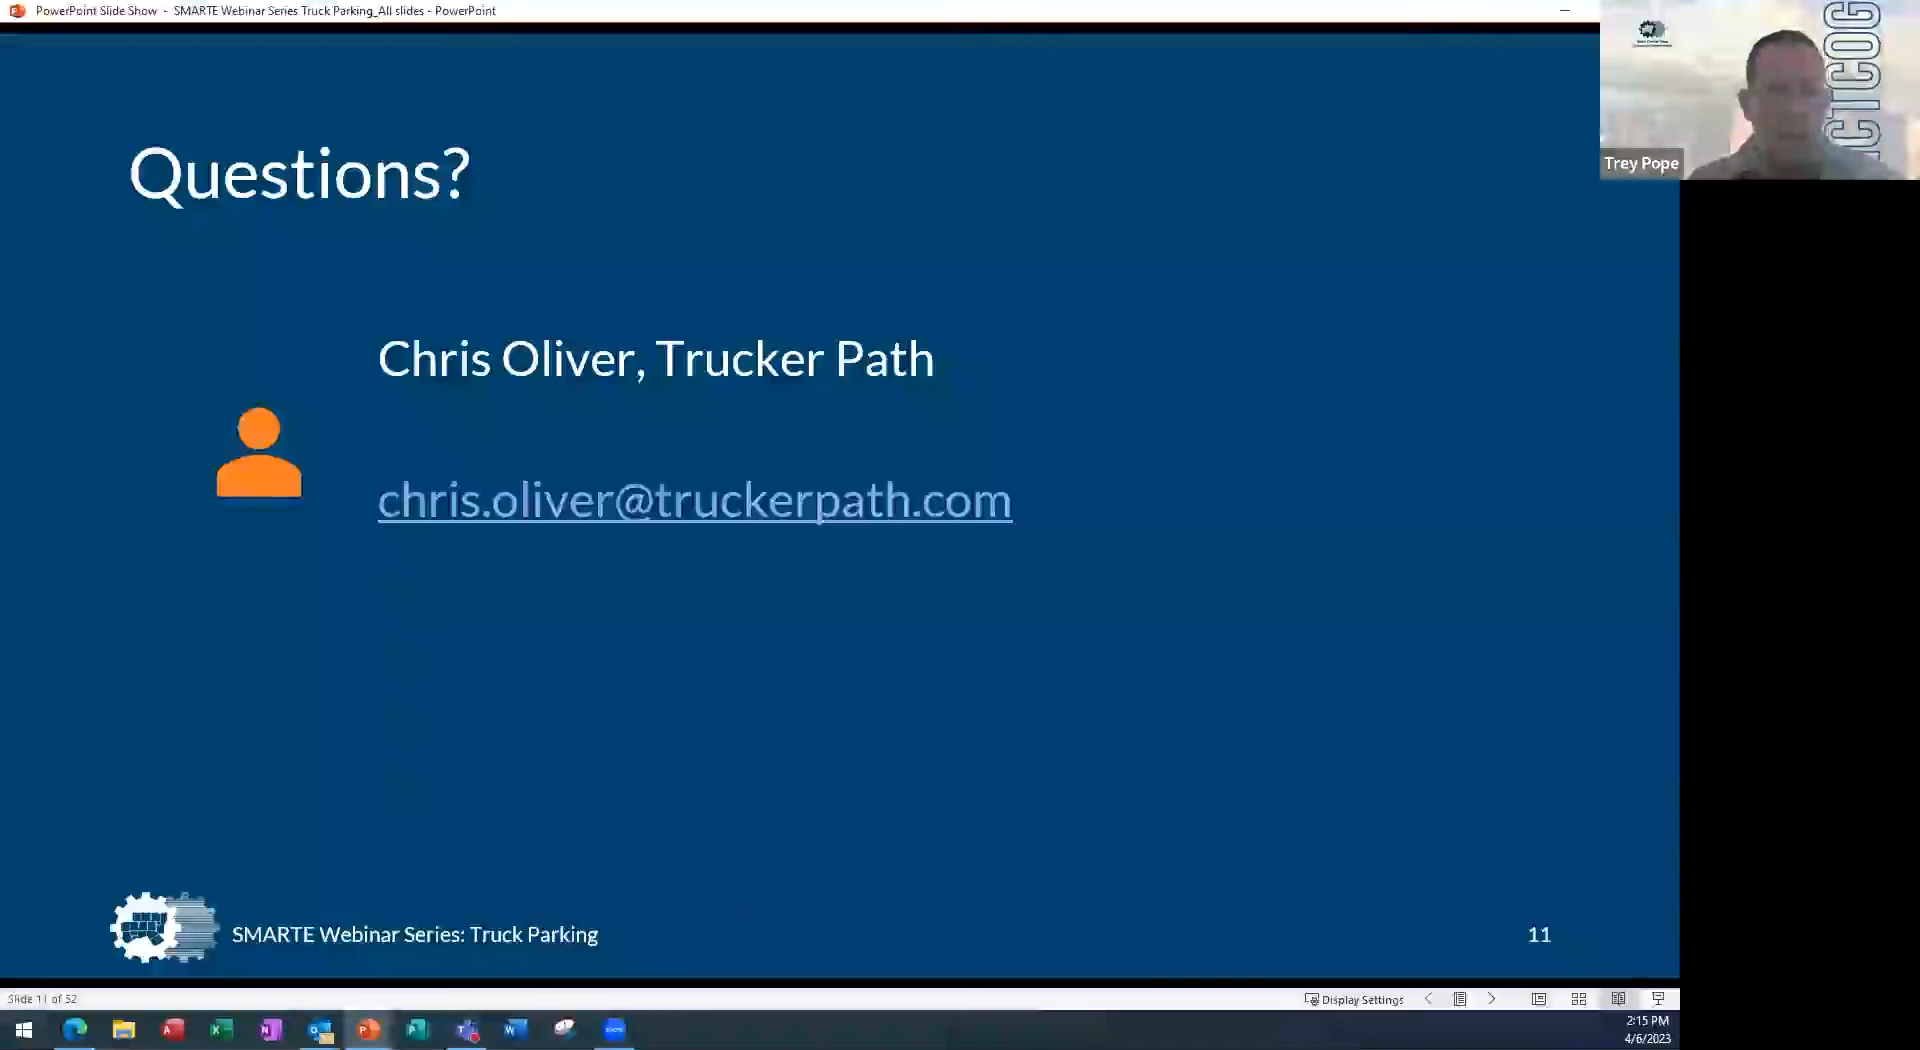 PowerPoint Slide Show - SMARTE Webinar Series Truck Parking_All slides - PowerPoint
Trey Pope
Questions?
Chris Oliver, Trucker Path
chris.oliver@truckerpath.com
SMARTE Webinar Series: Truck Parking
11
Slide 11 of 52
Display Settings
2:15 PM
4/6/2023